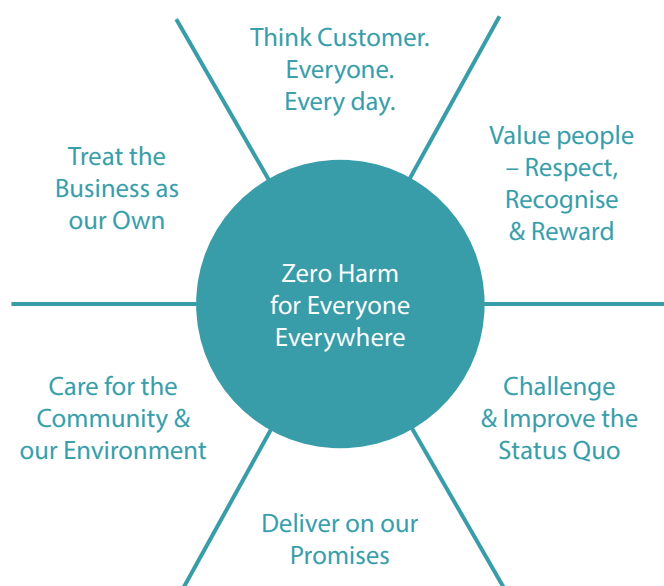 Think Customer.
Everyone.
Every day.
Value people
– Respect,
Recognise
& Reward
Challenge
& Improve the
Status Quo
Deliver on our
Promises
Care for the
Community &
our Environment
Treat the
Business as
our Own
Zero Harm
for Everyone
Everywhere